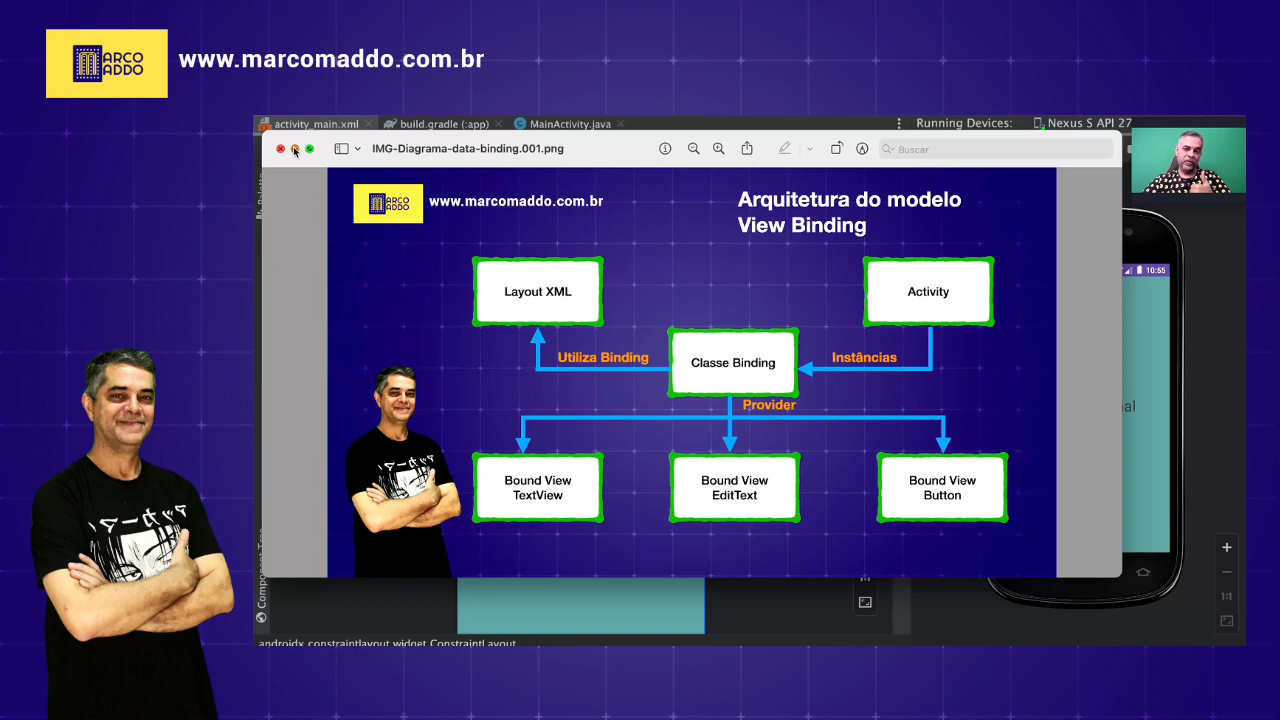 MARCO
MADDO
www.marcomaddo.com.br
activity_main.xml
build.gradle (:app)
MainActivity.java
Running Devices:
Nexus S API 27
IMG-Diagrama-data-binding.001.png
Buscar
MARCO
MADDO
www.marcomaddo.com.br
Arquitetura do modelo
View Binding
10:55
Layout XML
Activity
Utiliza Binding
Classe Binding
Instâncias
Provider
Bound View
TextView
Bound View
EditText
Bound View
Button
Component Tree
1:1
androidx.constraintlayout.widget.ConstraintLayout